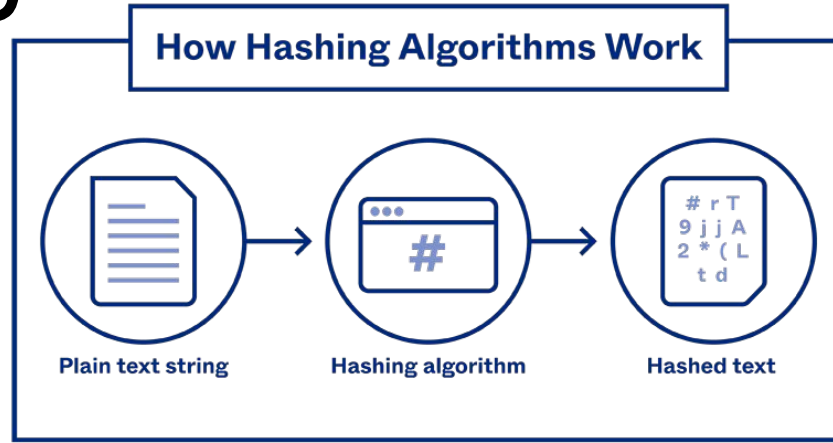 How Hashing Algorithms Work
#
# r T
9 j j A
2 * ( L
t d
Plain text string
Hashing algorithm
Hashed text